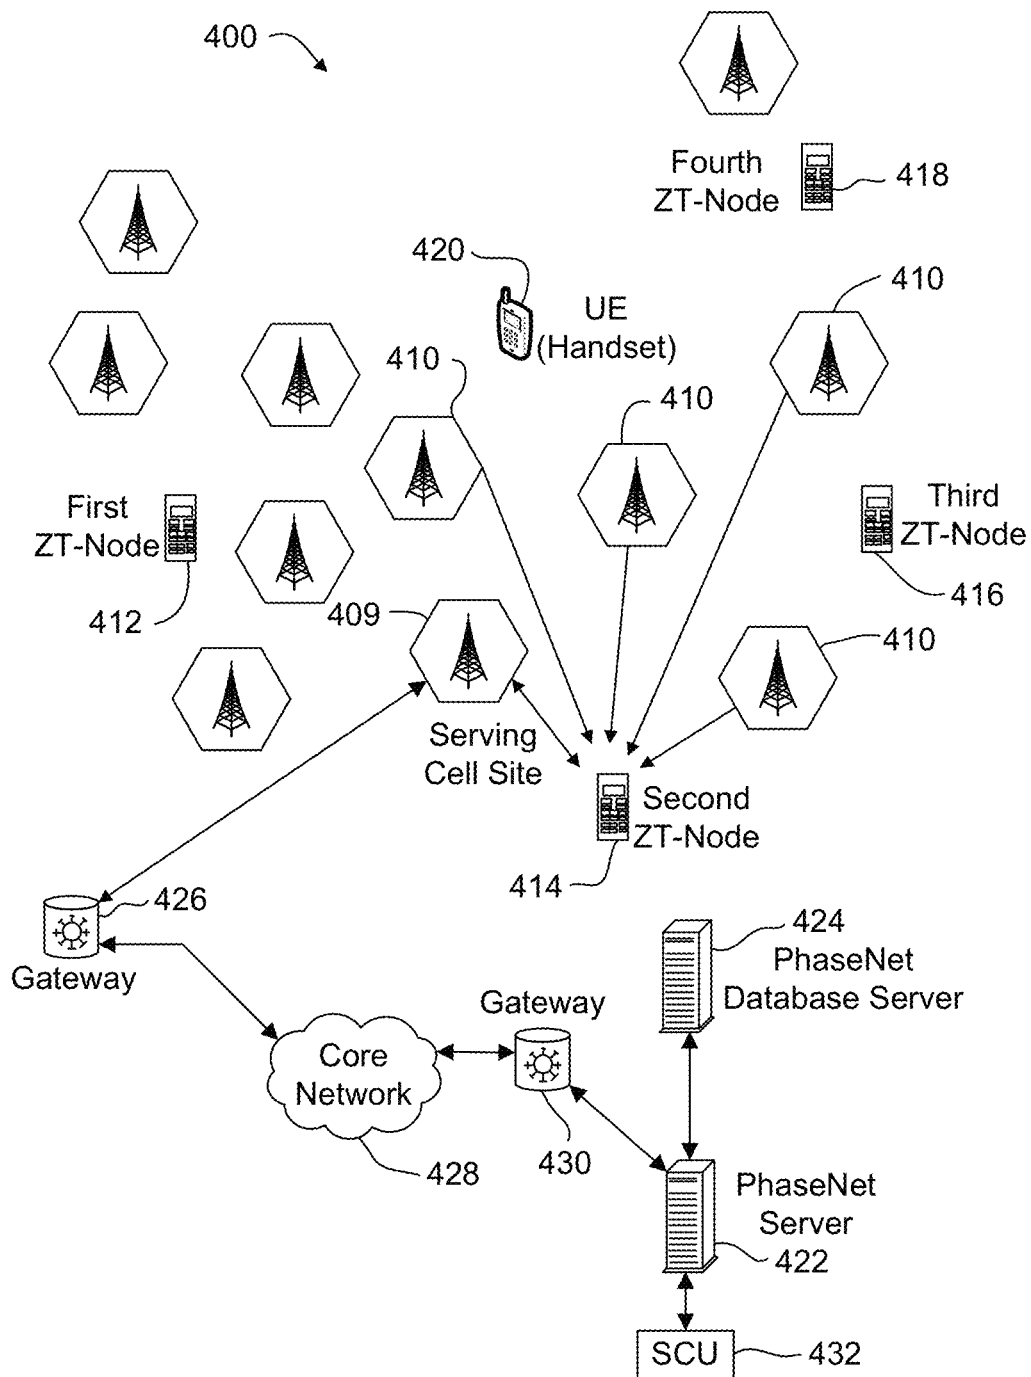 400
Fourth
ZT-Node
418
420
UE
(Handset)
410
410
410
First
ZT-Node
412
Third
ZT-Node
416
409
410
Serving
Cell Site
Second
ZT-Node
414
426
Gateway
424
PhaseNet
Database Server
Gateway
Core
Network
428
430
PhaseNet
Server
422
SCU
432